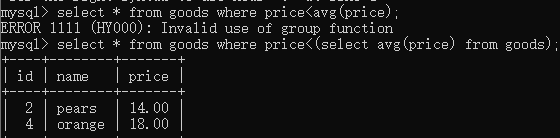 mysql> select * from goods where price<avg(price);
ERROR 1111 (HY000): Invalid use of group function
mysql> select * from goods where price<(select avg(price) from goods);
+----+--------+-------+
| id | name | price |
+----+--------+-------+
| 2 | pears | 14.00 |
| 4 | orange | 18.00 |